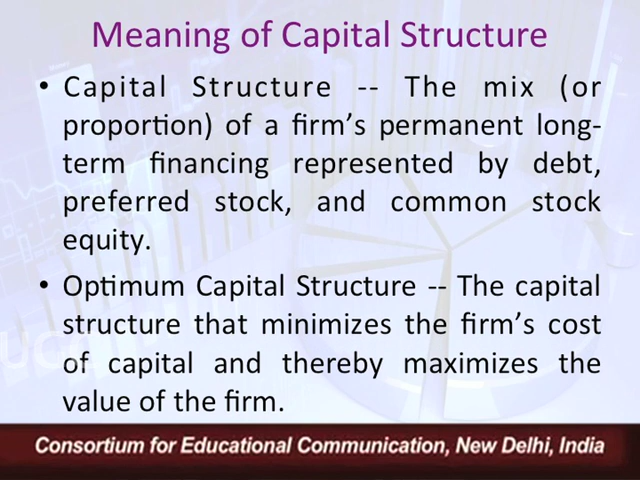 Meaning of Capital Structure
• Capital Structure -- The mix (or
proportion) of a firm’s permanent long-
term financing represented by debt,
preferred stock, and common stock
equity.
• Optimum Capital Structure -- The capital
structure that minimizes the firm’s cost
of capital and thereby maximizes the
value of the firm.
Consortium for Educational Communication, New Delhi, India